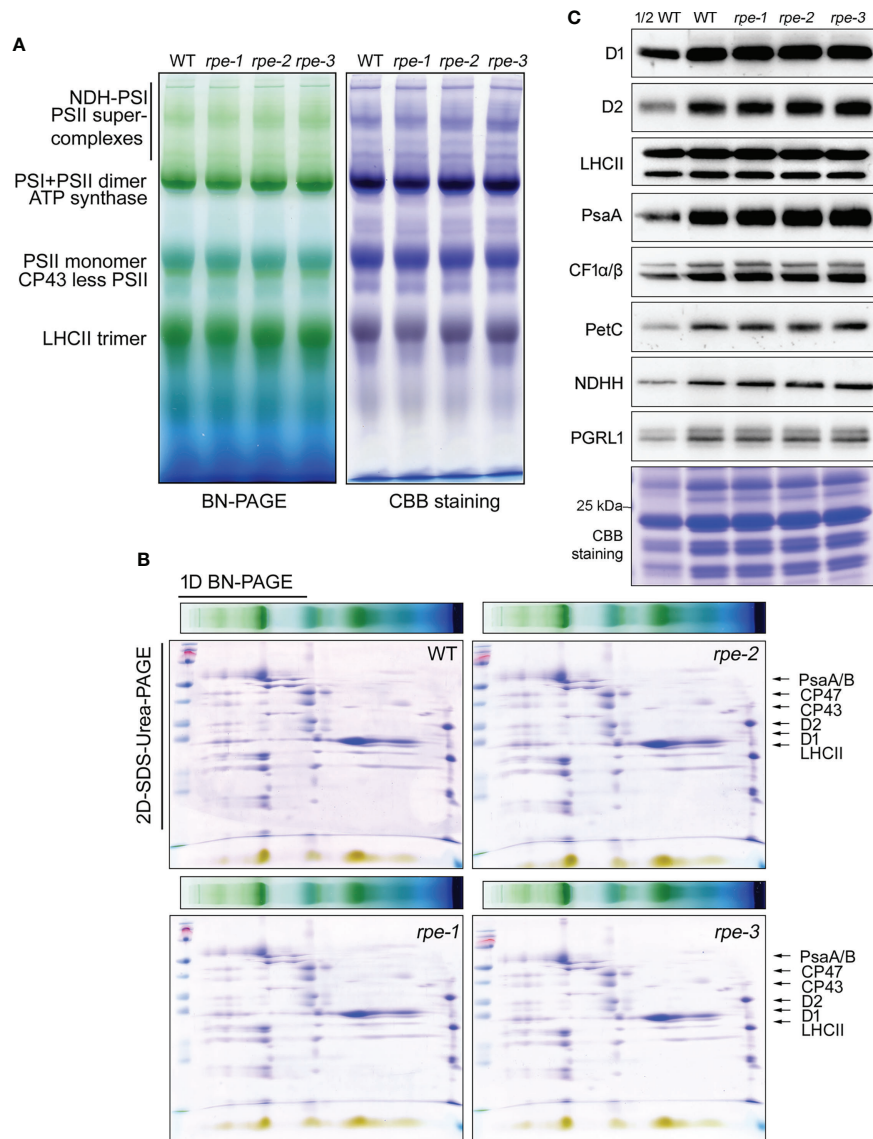 A
WT rpe-1 rpe-2 rpe-3 WT rpe-1 rpe-2 rpe-3
NDH-PSI
PSII super-
complexes
PSI+PSII dimer
ATP synthase
PSII monomer
CP43 less PSII
LHCII trimer
BN-PAGE CBB staining
C
1/2 WT WT rpe-1 rpe-2 rpe-3
D1
D2
LHCII
PsaA
CF1α/β
PetC
NDHH
PGRL1
25 kDa
CBB
staining
B
1D BN-PAGE
2D-SDS-Urea-PAGE
WT
rpe-2
PsaA/B
CP47
CP43
D2
D1
LHCII
rpe-1
rpe-3
PsaA/B
CP47
CP43
D2
D1
LHCII